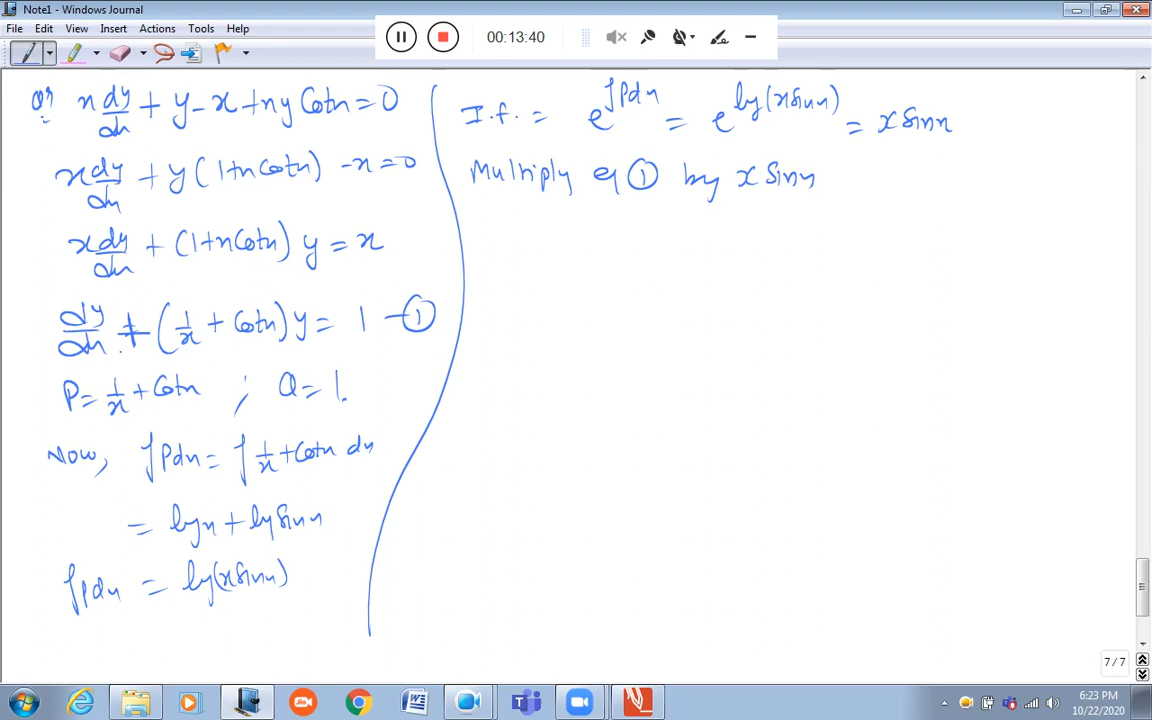 Note1 - Windows Journal
File Edit View Insert Actions Tools Help
00:13:40
Or x dy/dx + y - x + xy Cotx = 0
x dy/dx + y (1+xCotx) - x = 0
x dy/dx + (1+xCotx) y = x
dy/dx + (1/x + Cotx) y = 1 — ①
P = 1/x + Cotx ; Q = 1.
Now, ∫Pdx = ∫ 1/x + Cotx dx
= log x + log Sinx
∫Pdx = log(x Sinx)
I.f. = e^∫Pdx = e^log(x Sinx) = x Sinx
Multiply eq ① by x Sinx
7 / 7
6:23 PM
10/22/2020